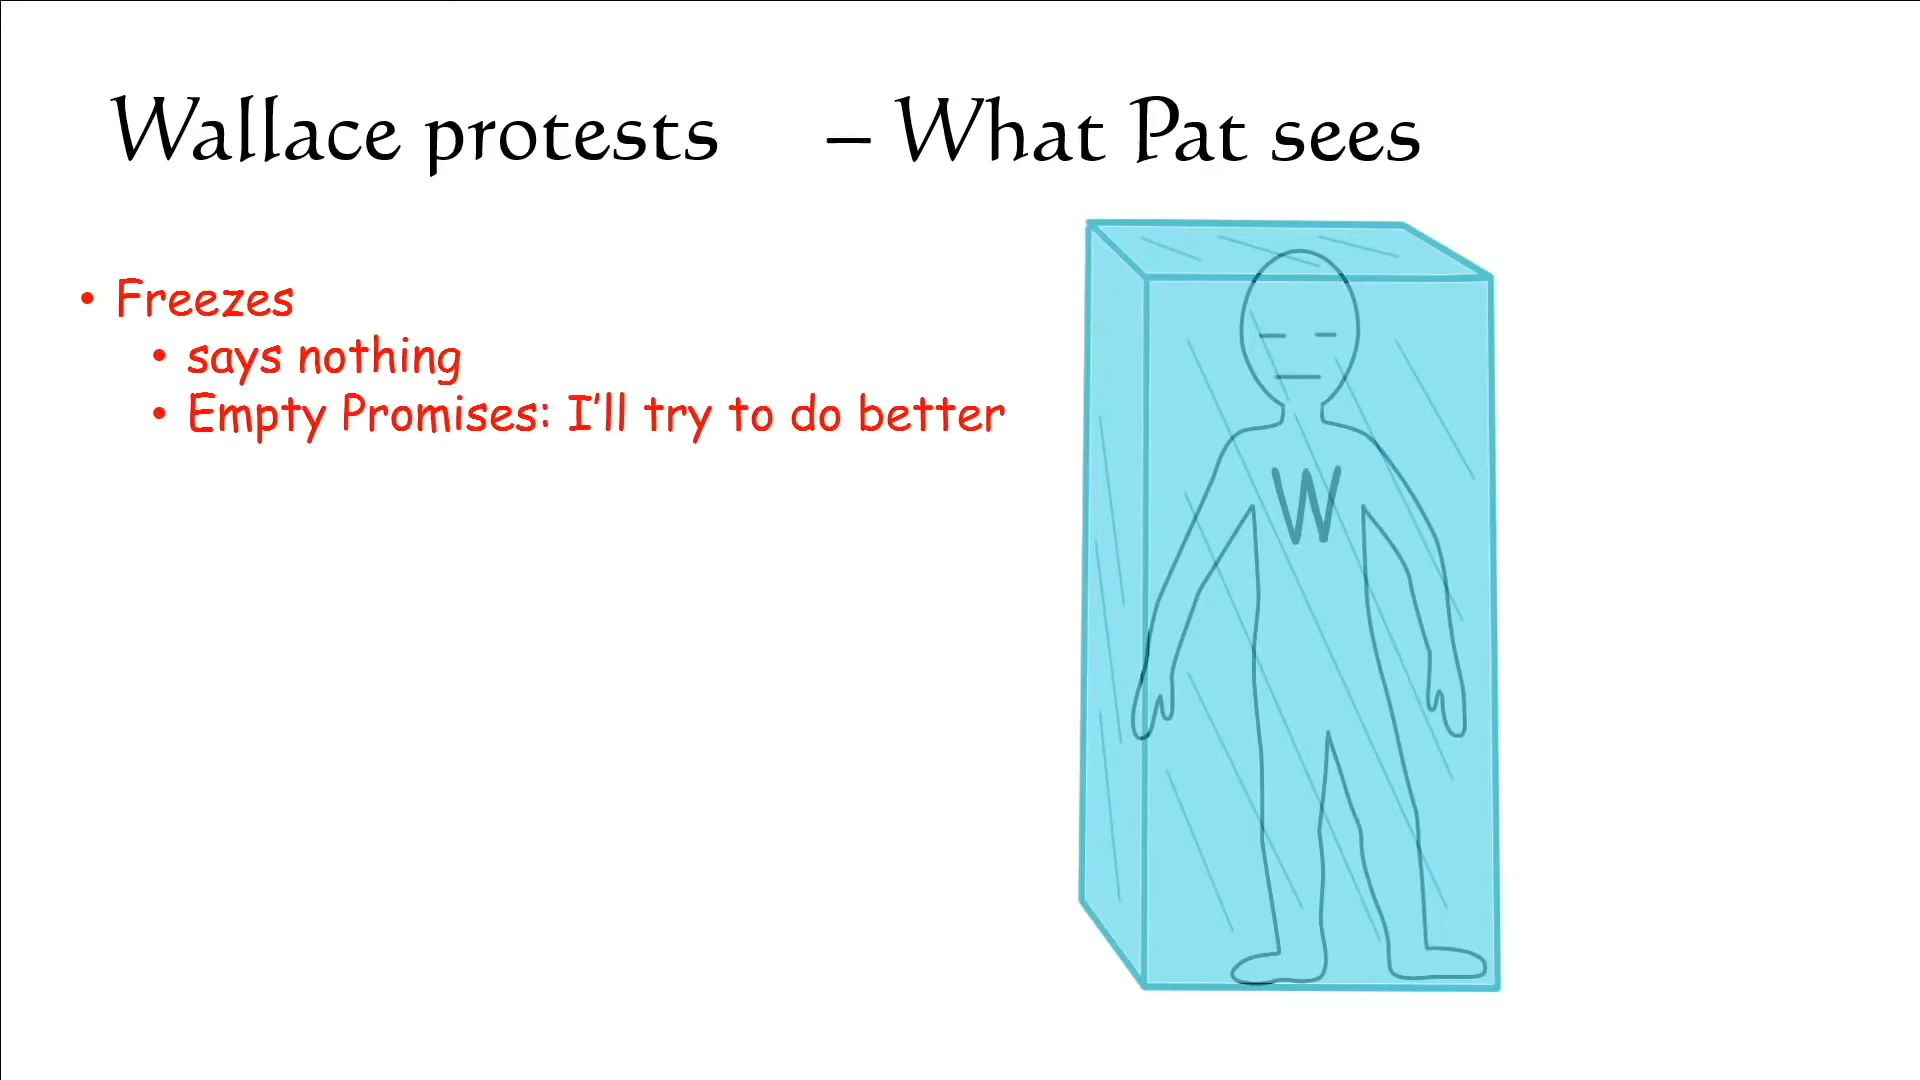 Wallace protests – What Pat sees
• Freezes
• says nothing
• Empty Promises: I’ll try to do better
W